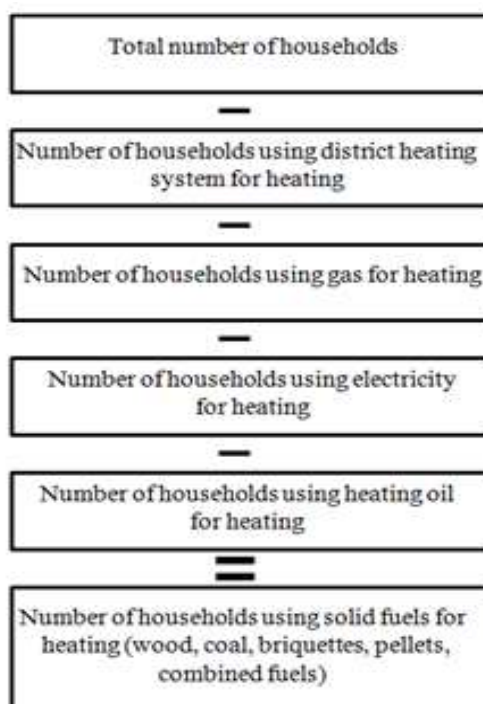 Total number of households
—
Number of households using district heating
system for heating
—
Number of households using gas for heating
—
Number of households using electricity
for heating
—
Number of households using heating oil
for heating
=
Number of households using solid fuels for
heating (wood, coal, briquettes, pellets,
combined fuels)